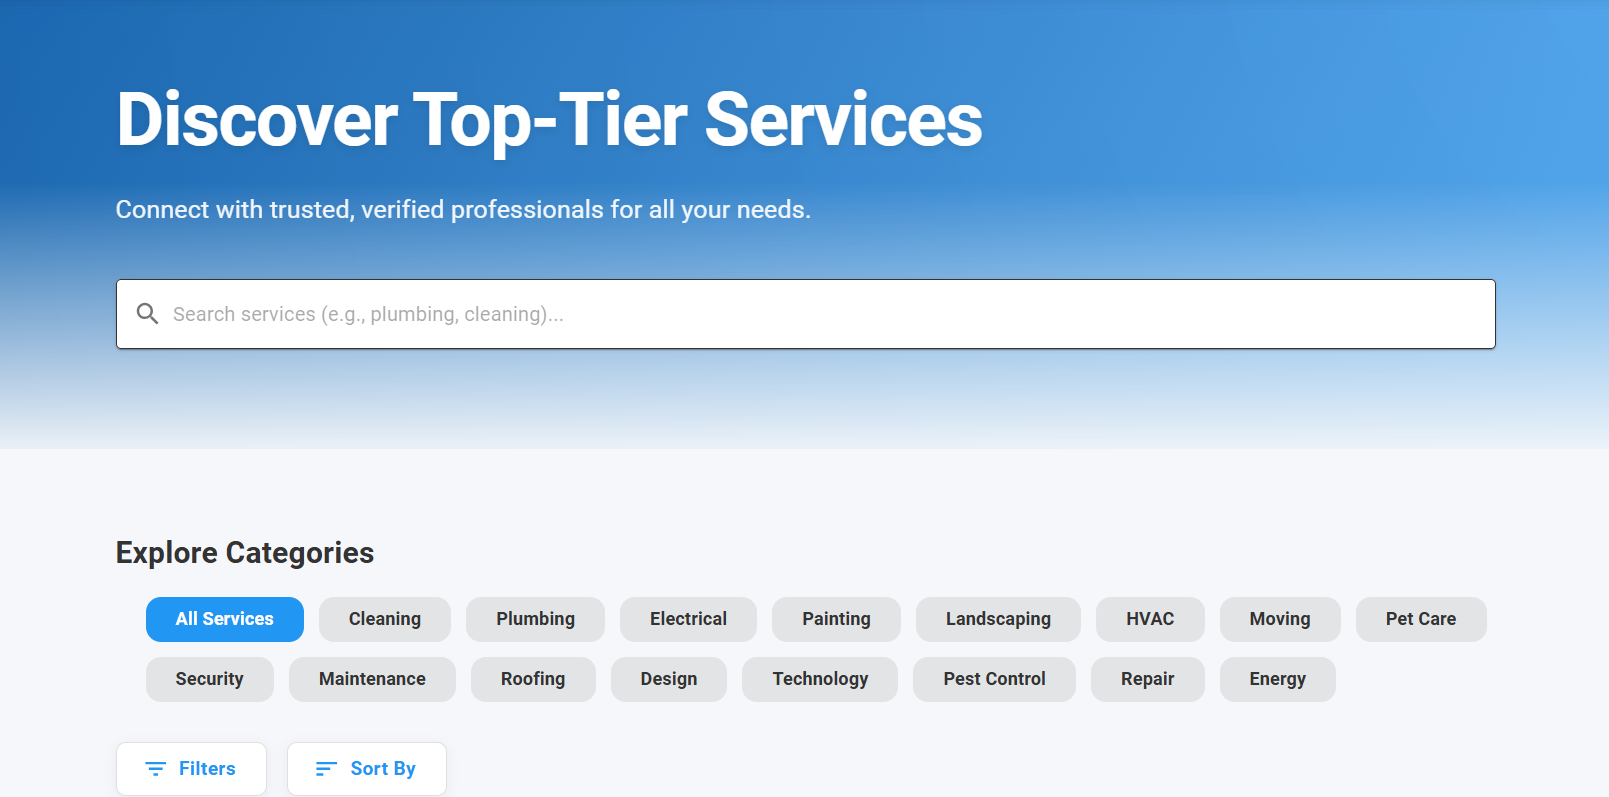 Discover Top-Tier Services
Connect with trusted, verified professionals for all your needs.
Search services (e.g., plumbing, cleaning)...
Explore Categories
All Services Cleaning Plumbing Electrical Painting Landscaping HVAC Moving Pet Care
Security Maintenance Roofing Design Technology Pest Control Repair Energy
Filters Sort By